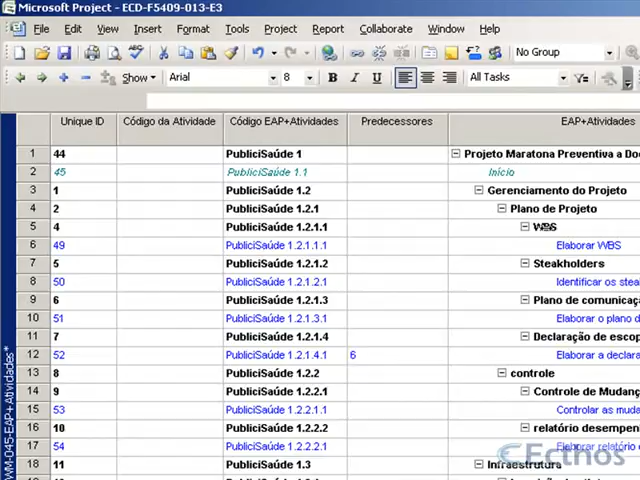 Microsoft Project - ECD-F5409-013-E3
File Edit View Insert Format Tools Project Report Collaborate Window Help
No Group
Show Arial 8 B I U All Tasks
Unique ID Código da Atividade Código EAP+Atividades Predecessores EAP+Atividades
1 44 PubliciSaúde 1 Projeto Maratona Preventiva a Do
2 45 PubliciSaúde 1.1 Início
3 1 PubliciSaúde 1.2 Gerenciamento do Projeto
4 2 PubliciSaúde 1.2.1 Plano de Projeto
5 4 PubliciSaúde 1.2.1.1 WBS
6 49 PubliciSaúde 1.2.1.1.1 Elaborar WBS
7 5 PubliciSaúde 1.2.1.2 Steakholders
8 50 PubliciSaúde 1.2.1.2.1 Identificar os steak
9 6 PubliciSaúde 1.2.1.3 Plano de comunicaç
10 51 PubliciSaúde 1.2.1.3.1 Elaborar o plano d
11 7 PubliciSaúde 1.2.1.4 Declaração de escop
12 52 PubliciSaúde 1.2.1.4.1 6 Elaborar a declara
13 8 PubliciSaúde 1.2.2 controle
14 9 PubliciSaúde 1.2.2.1 Controle de Mudanç
15 53 PubliciSaúde 1.2.2.1.1 Controlar as muda
16 10 PubliciSaúde 1.2.2.2 relatório desempen
17 54 PubliciSaúde 1.2.2.2.1 Elaborar relatório
18 11 PubliciSaúde 1.3 Infraestrutura
WM-045-EAP+Atividades*